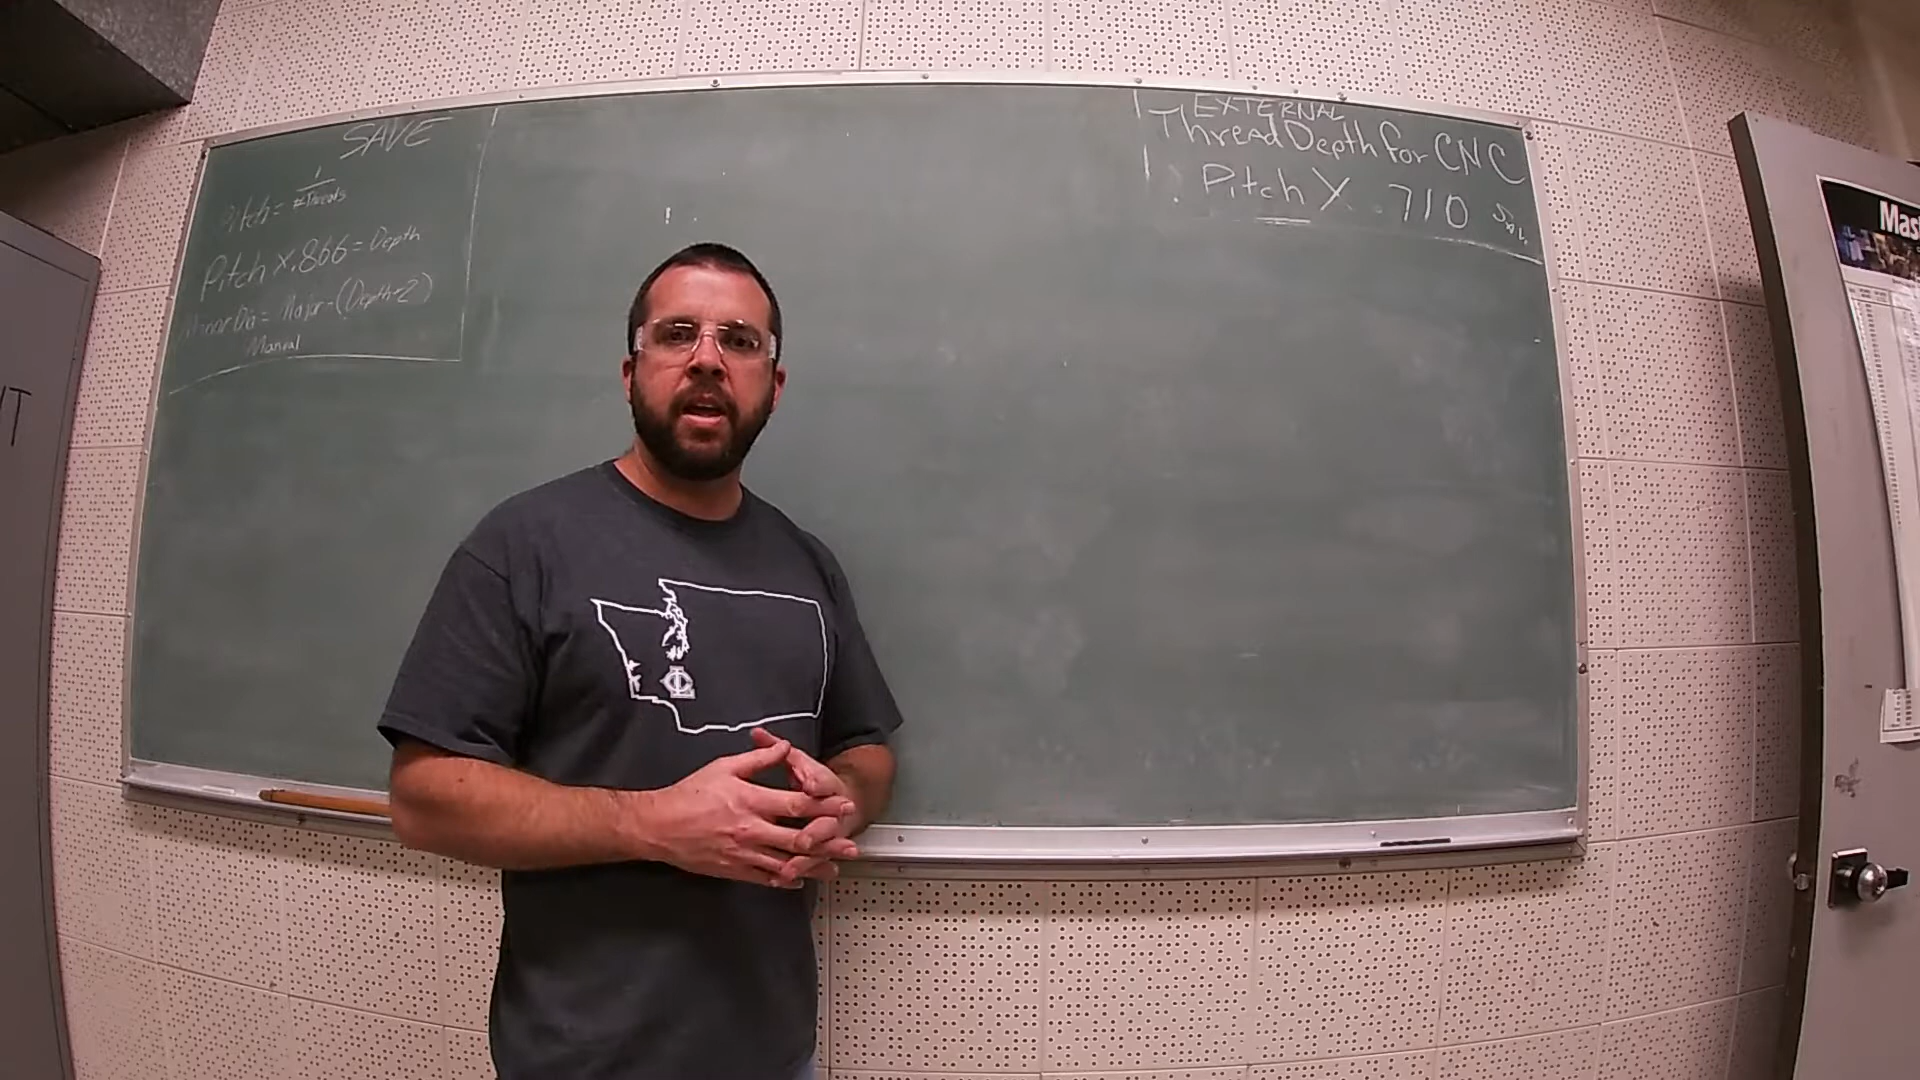 SAVE
Pitch = 1
# Threads
Pitch X .866 = Depth
Minor Dia = Major - (Depth * 2)
Manual
EXTERNAL
Thread Depth for CNC
Pitch X .710
Mas